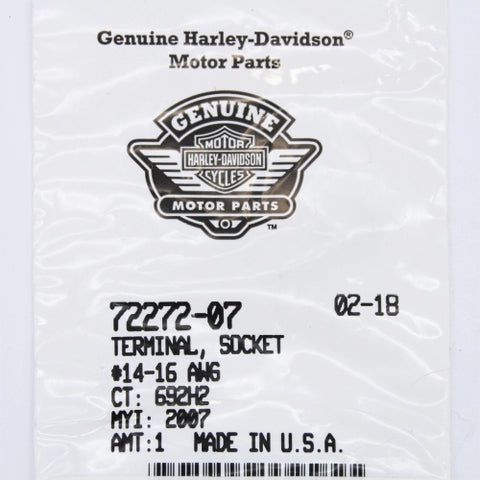 Genuine Harley-Davidson®
Motor Parts
GENUINE
MOTOR
HARLEY-DAVIDSON
CYCLES
MOTOR PARTS
™
72272-07 02-18
TERMINAL, SOCKET
#14-16 AWG
CT: 692H2
MYI: 2007
AMT:1 MADE IN U.S.A.